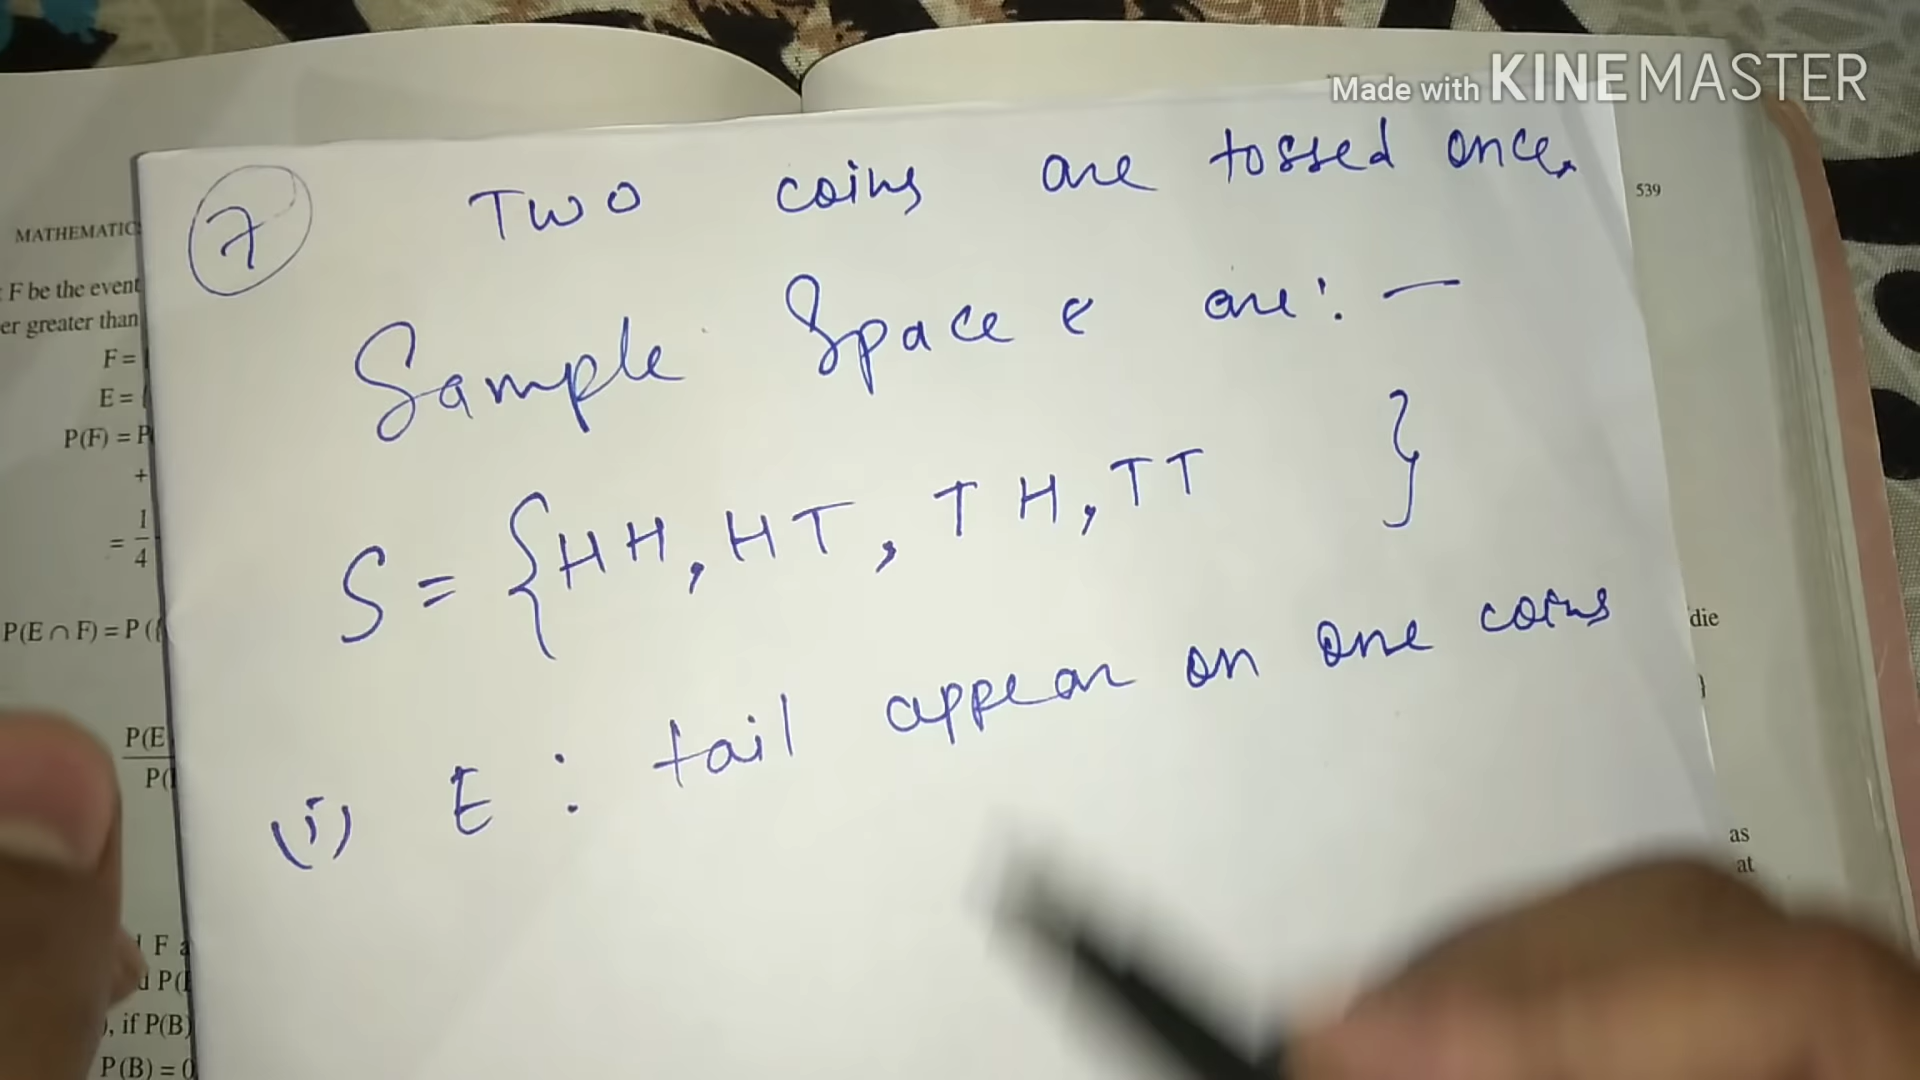 Made with KINEMASTER
7 Two coins are tossed once.
Sample Space e are: —
S = { HH, HT, TH, TT }
(i) E : tail appear on one coins
539
MATHEMATIC
F be the event
er greater than
F =
E =
P(F) = P
+
= 1/4
P(E ∩ F) = P ({
P(E
P(
F a
d P(
), if P(B)
P(B) = 0
die
}
as
at